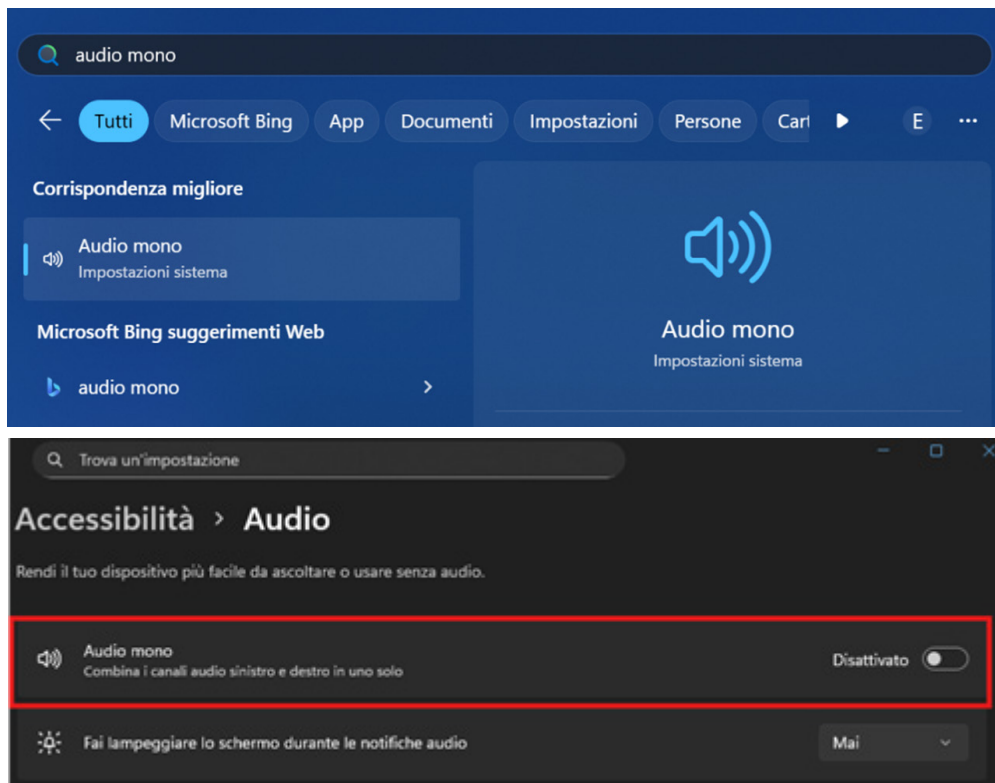 audio mono
Tutti Microsoft Bing App Documenti Impostazioni Persone Cart E ...
Corrispondenza migliore
Audio mono
Impostazioni sistema
Microsoft Bing suggerimenti Web
audio mono
Audio mono
Impostazioni sistema
Trova un'impostazione
Accessibilità > Audio
Rendi il tuo dispositivo più facile da ascoltare o usare senza audio.
Audio mono
Combina i canali audio sinistro e destro in uno solo
Disattivato
Fai lampeggiare lo schermo durante le notifiche audio
Mai